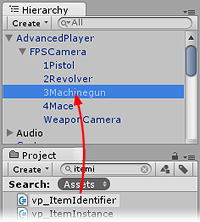 Hierarchy
Create All
AdvancedPlayer
FPSCamera
1Pistol
2Revolver
3Machinegun
4Mace
WeaponCamera
Audio
Project
Create itemi
Search: Assets
vp_ItemIdentifier
vp_ItemInstance